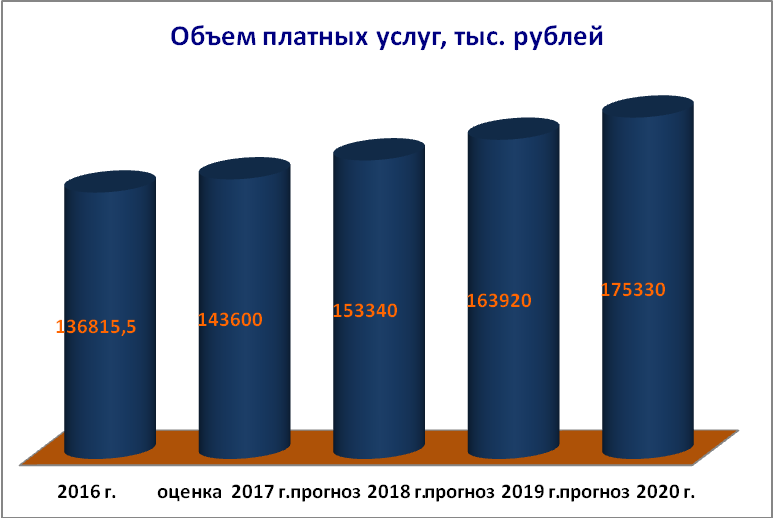 Объем платных услуг, тыс. рублей
136815,5
143600
153340
163920
175330
2016 г.
оценка 2017 г.
прогноз 2018 г.
прогноз 2019 г.
прогноз 2020 г.